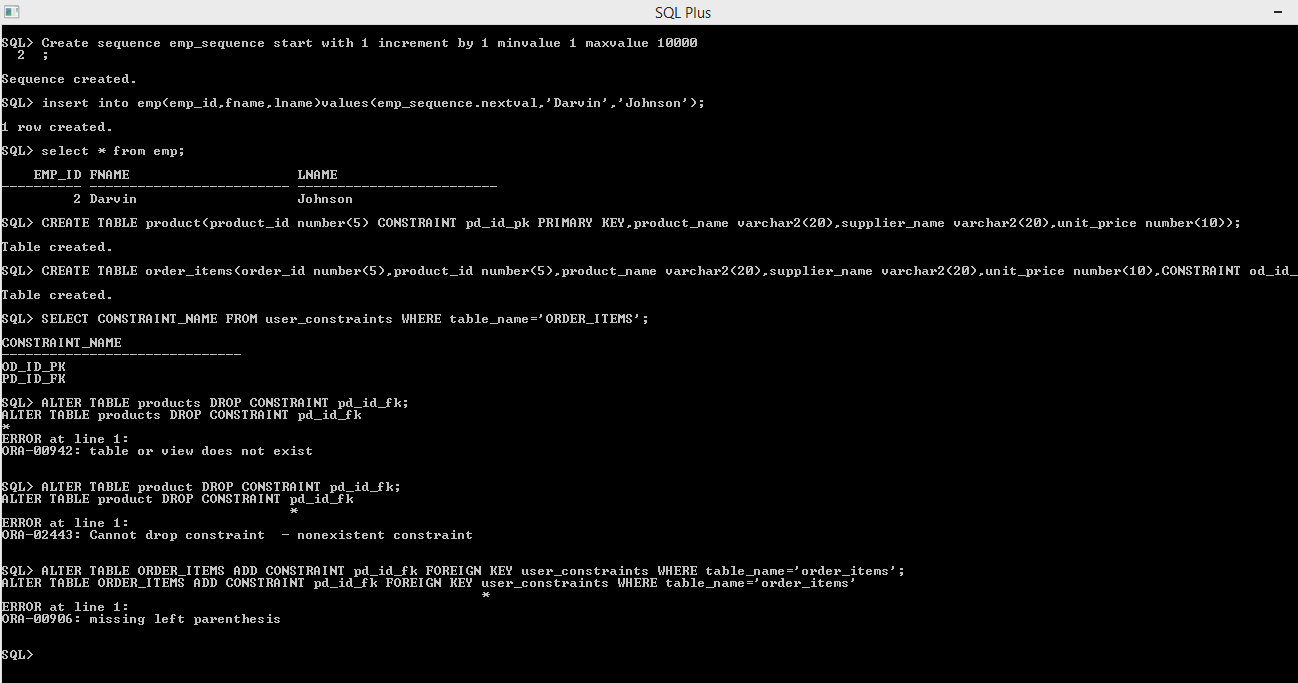 SQL Plus
SQL> Create sequence emp_sequence start with 1 increment by 1 minvalue 1 maxvalue 10000
2 ;
Sequence created.
SQL> insert into emp(emp_id,fname,lname)values(emp_sequence.nextval,'Darvin','Johnson');
1 row created.
SQL> select * from emp;
EMP_ID FNAME LNAME
---------- ------------------------- -------------------------
2 Darvin Johnson
SQL> CREATE TABLE product(product_id number(5) CONSTRAINT pd_id_pk PRIMARY KEY,product_name varchar2(20),supplier_name varchar2(20),unit_price number(10));
Table created.
SQL> CREATE TABLE order_items(order_id number(5),product_id number(5),product_name varchar2(20),supplier_name varchar2(20),unit_price number(10),CONSTRAINT od_id_
Table created.
SQL> SELECT CONSTRAINT_NAME FROM user_constraints WHERE table_name='ORDER_ITEMS';
CONSTRAINT_NAME
------------------------------
OD_ID_PK
PD_ID_FK
SQL> ALTER TABLE products DROP CONSTRAINT pd_id_fk;
ALTER TABLE products DROP CONSTRAINT pd_id_fk
*
ERROR at line 1:
ORA-00942: table or view does not exist
SQL> ALTER TABLE product DROP CONSTRAINT pd_id_fk;
ALTER TABLE product DROP CONSTRAINT pd_id_fk
*
ERROR at line 1:
ORA-02443: Cannot drop constraint - nonexistent constraint
SQL> ALTER TABLE ORDER_ITEMS ADD CONSTRAINT pd_id_fk FOREIGN KEY user_constraints WHERE table_name='order_items';
ALTER TABLE ORDER_ITEMS ADD CONSTRAINT pd_id_fk FOREIGN KEY user_constraints WHERE table_name='order_items'
*
ERROR at line 1:
ORA-00906: missing left parenthesis
SQL>